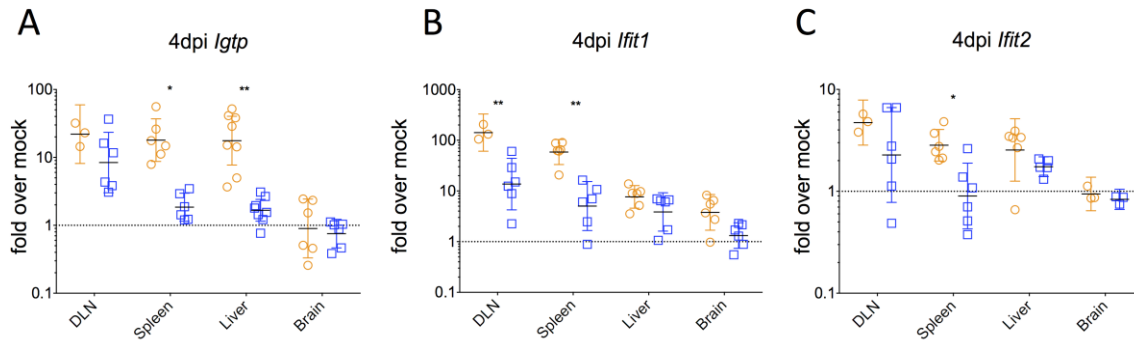 A
4dpi Igtp
fold over mock
100
10
1
0.1
*
**
DLN
Spleen
Liver
Brain
B
4dpi Ifit1
fold over mock
1000
100
10
1
0.1
**
**
DLN
Spleen
Liver
Brain
C
4dpi Ifit2
fold over mock
10
1
0.1
*
DLN
Spleen
Liver
Brain